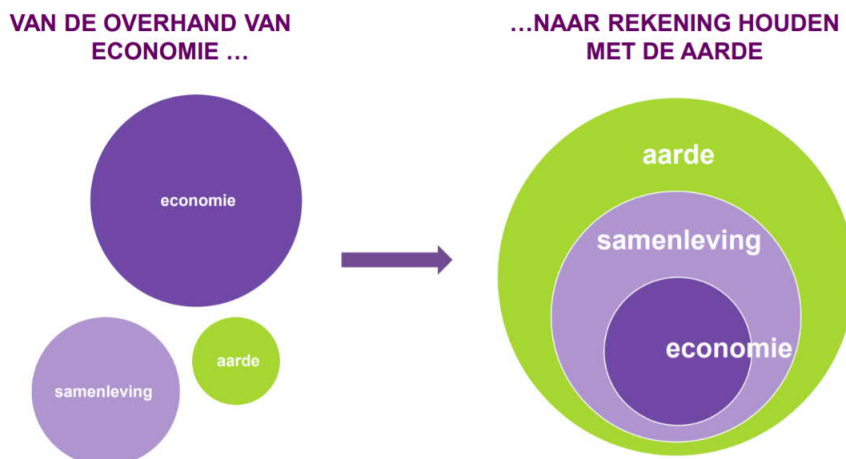 VAN DE OVERHAND VAN
ECONOMIE …
economie
samenleving
aarde
…NAAR REKENING HOUDEN
MET DE AARDE
aarde
samenleving
economie